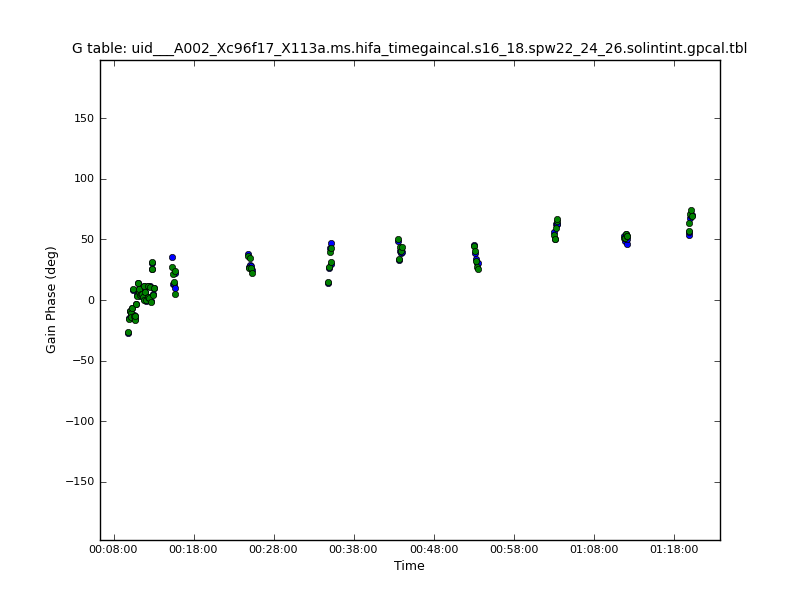 G table: uid___A002_Xc96f17_X113a.ms.hifa_timegaincal.s16_18.spw22_24_26.solintint.gpcal.tbl
Gain Phase (deg)
150
100
50
0
−50
−100
−150
00:08:00 00:18:00 00:28:00 00:38:00 00:48:00 00:58:00 01:08:00 01:18:00
Time